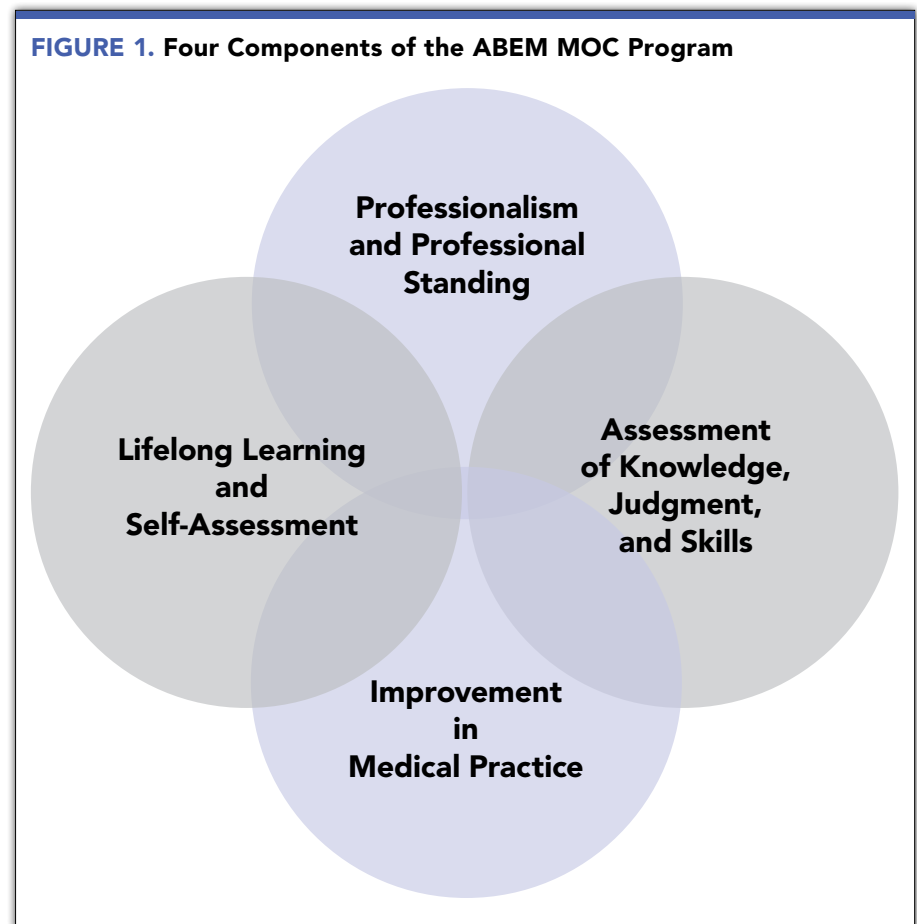 FIGURE 1. Four Components of the ABEM MOC Program
Professionalism
and Professional
Standing
Lifelong Learning
and
Self-Assessment
Assessment
of Knowledge,
Judgment,
and Skills
Improvement
in
Medical Practice